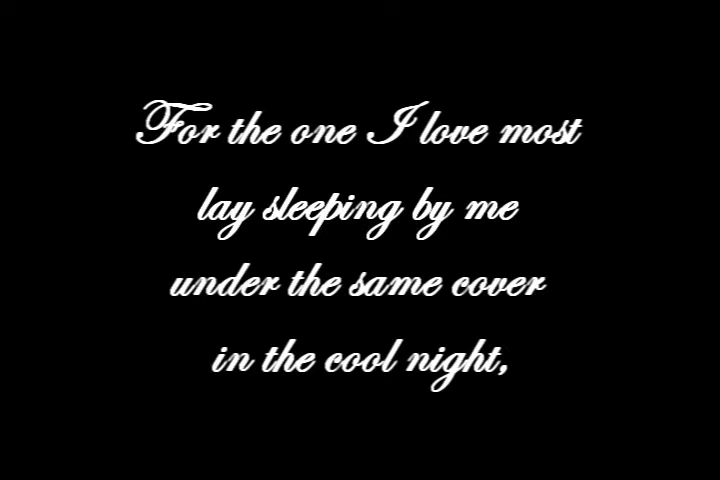 For the one I love most
lay sleeping by me
under the same cover
in the cool night,